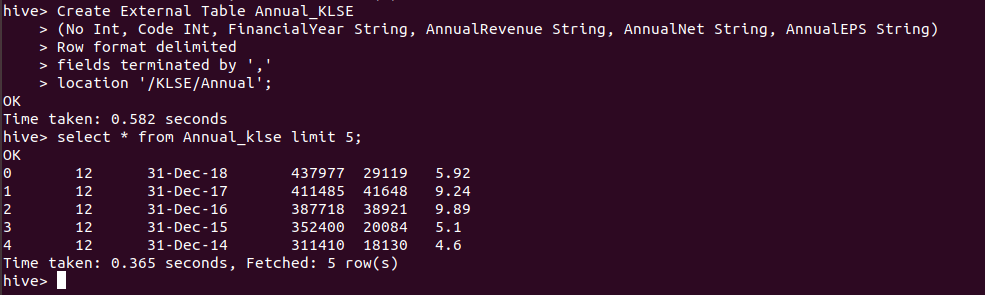 hive> Create External Table Annual_KLSE
    > (No Int, Code INt, FinancialYear String, AnnualRevenue String, AnnualNet String, AnnualEPS String)
    > Row format delimited
    > fields terminated by ','
    > location '/KLSE/Annual';
OK
Time taken: 0.582 seconds
hive> select * from Annual_klse limit 5;
OK
0       12      31-Dec-18       437977  29119   5.92
1       12      31-Dec-17       411485  41648   9.24
2       12      31-Dec-16       387718  38921   9.89
3       12      31-Dec-15       352400  20084   5.1
4       12      31-Dec-14       311410  18130   4.6
Time taken: 0.365 seconds, Fetched: 5 row(s)
hive>